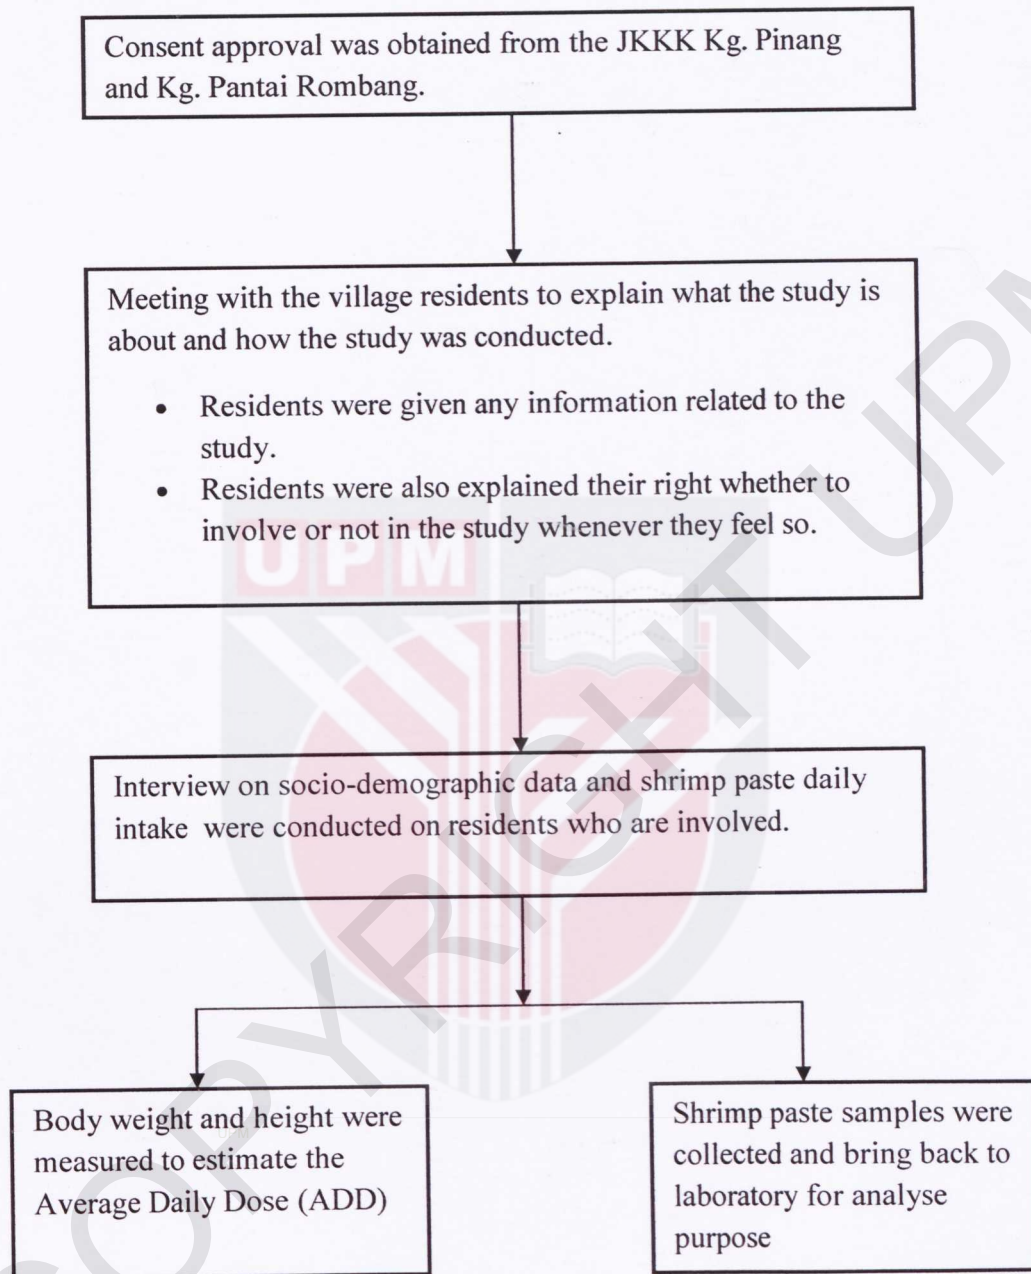 Consent approval was obtained from the JKKK Kg. Pinang
and Kg. Pantai Rombang.
Meeting with the village residents to explain what the study is
about and how the study was conducted.
• Residents were given any information related to the
study.
• Residents were also explained their right whether to
involve or not in the study whenever they feel so.
UPM
Interview on socio-demographic data and shrimp paste daily
intake were conducted on residents who are involved.
Body weight and height were
measured to estimate the
Average Daily Dose (ADD)
Shrimp paste samples were
collected and bring back to
laboratory for analyse
purpose
COPYRIGHT UPM